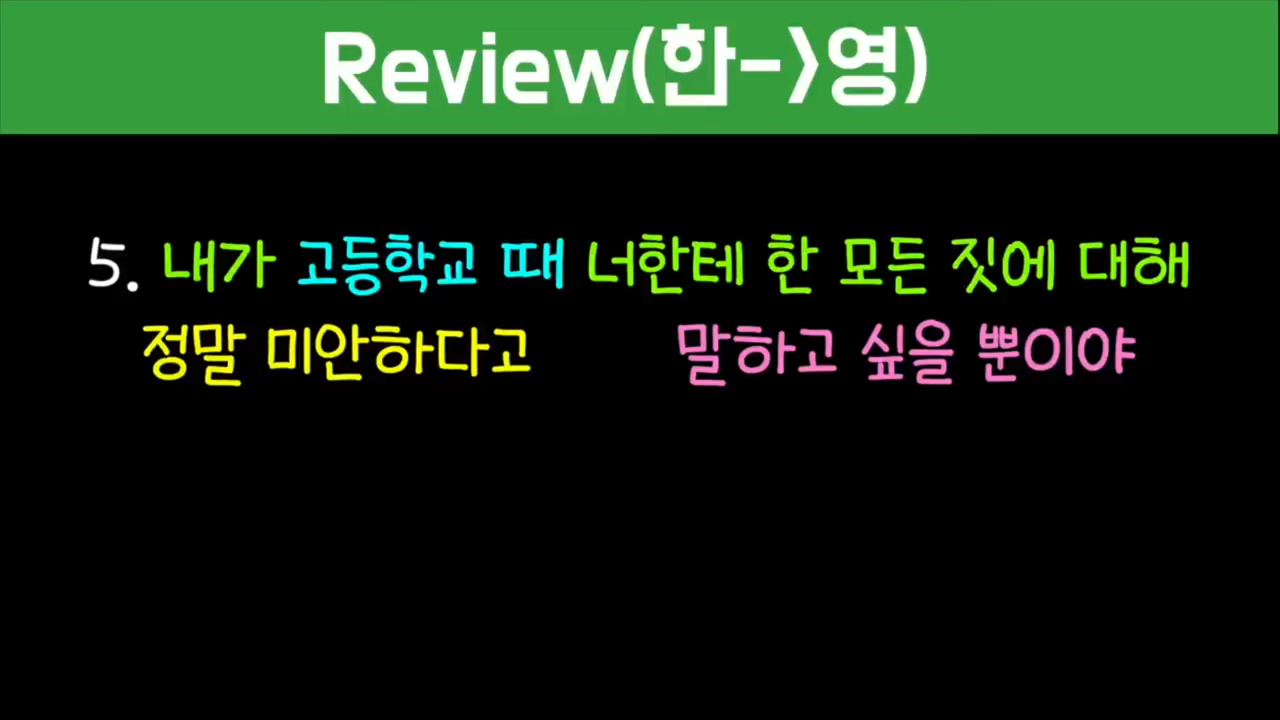 Review(한->영)
5. 내가 고등학교 때 너한테 한 모든 짓에 대해
정말 미안하다고 말하고 싶을 뿐이야